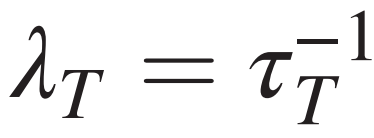 λ_T = τ_T^{-1}